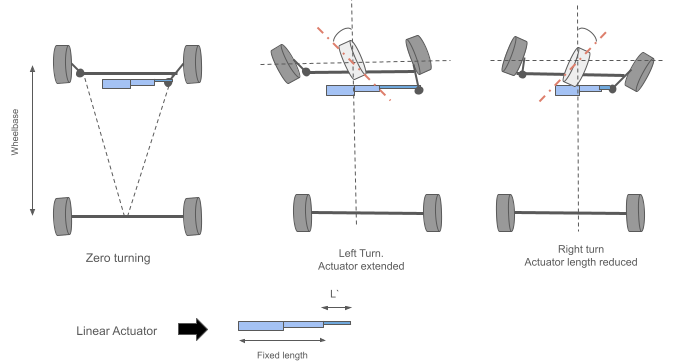 Wheelbase
Zero turning
Left Turn.
Actuator extended
Right turn
Actuator length reduced
L`
Linear Actuator
Fixed length